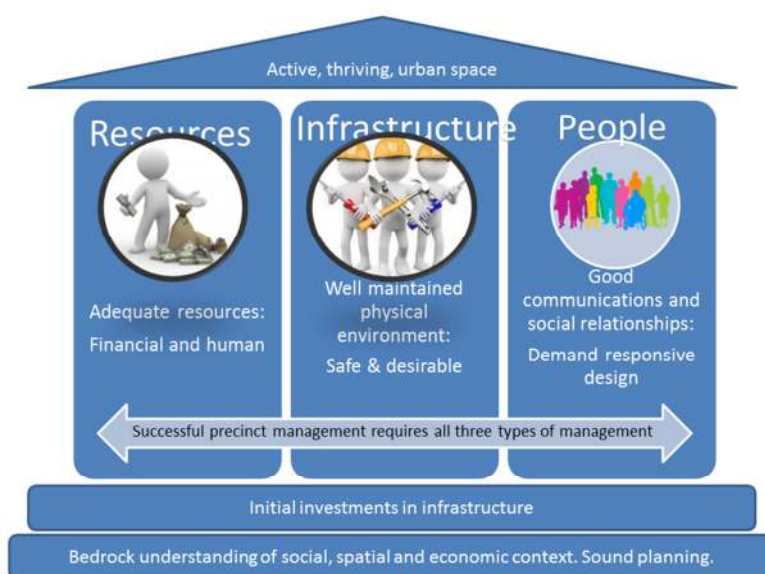 Active, thriving, urban space
Resources
Infrastructure
People
Adequate resources:
Financial and human
Well maintained
physical
environment:
Safe & desirable
Good
communications and
social relationships:
Demand responsive
design
Successful precinct management requires all three types of management
Initial investments in infrastructure
Bedrock understanding of social, spatial and economic context. Sound planning.